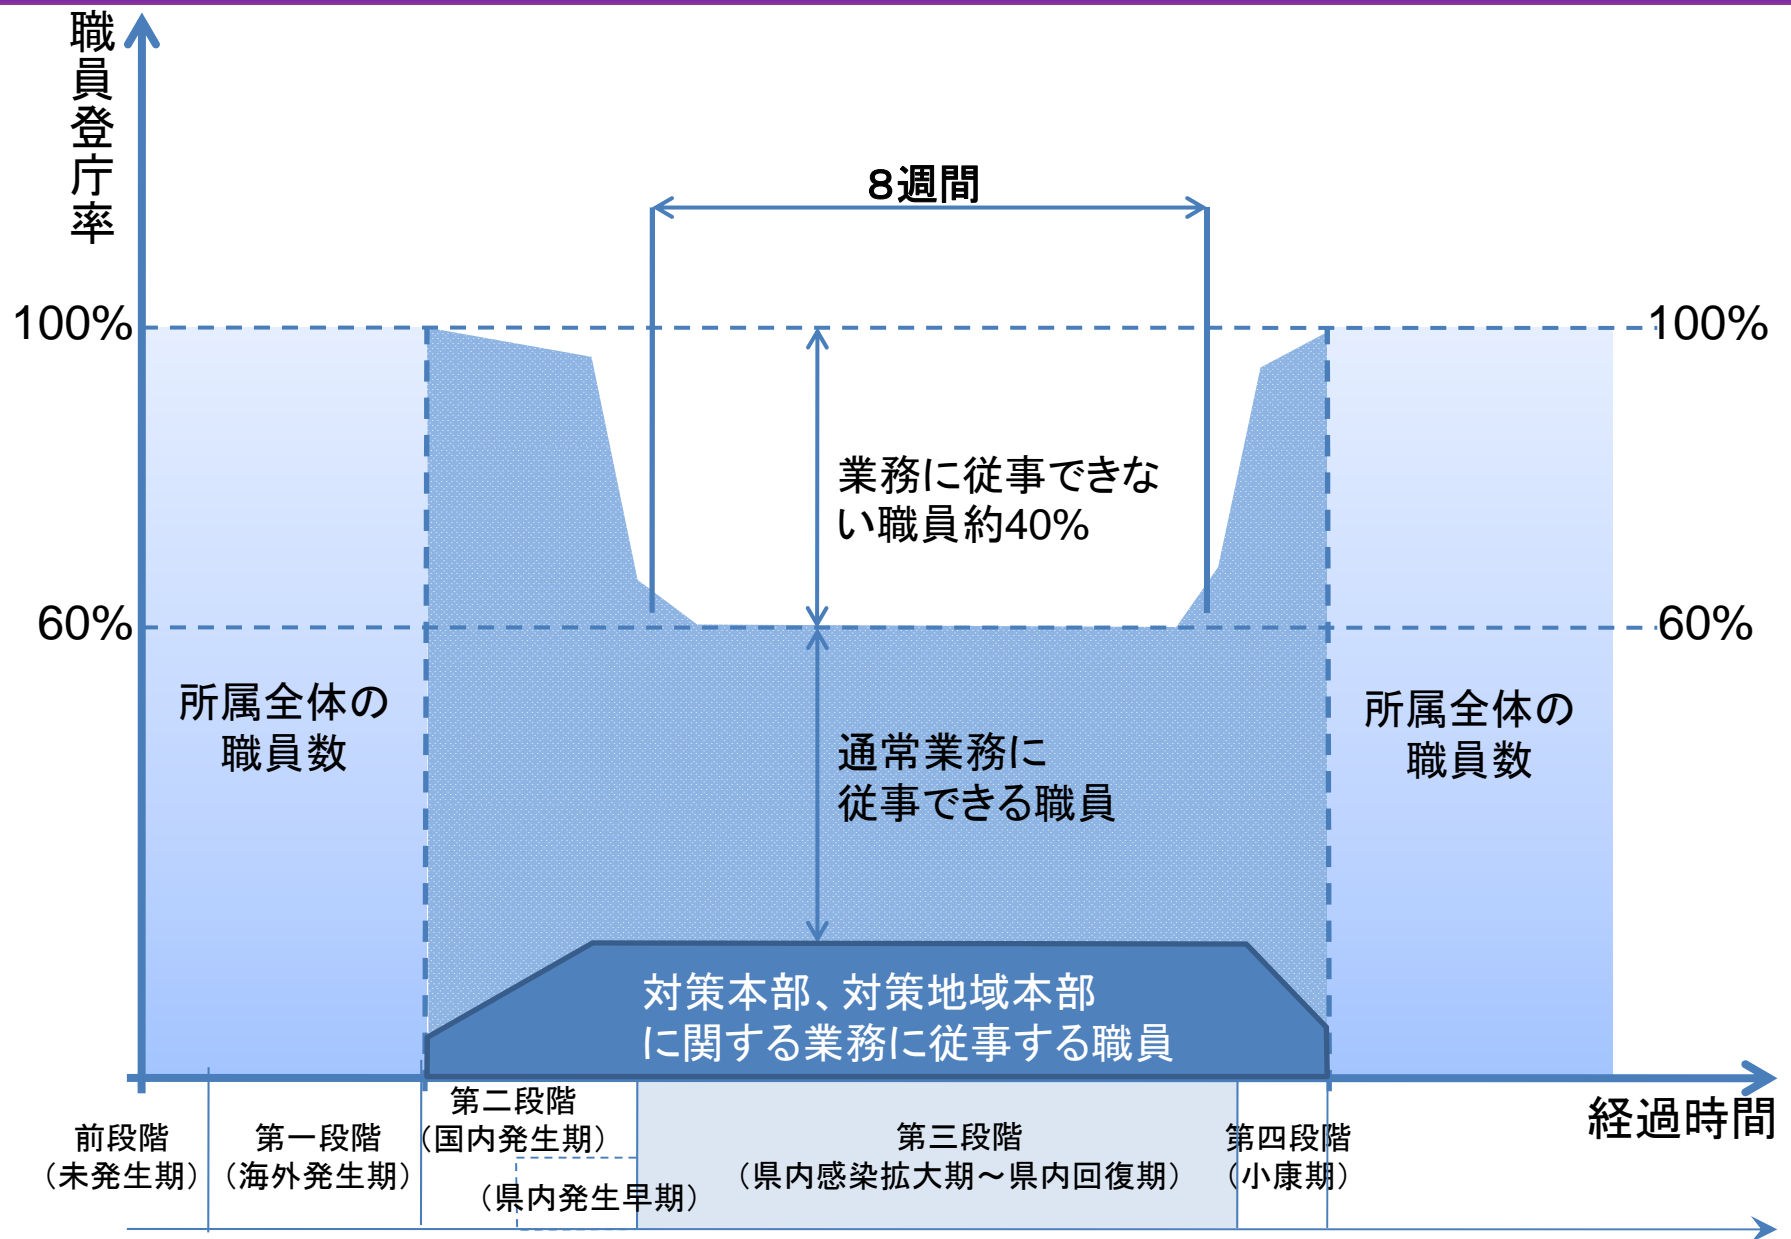 職員登庁率
８週間
100%
100%
業務に従事できな
い職員約40%
60%
60%
所属全体の
職員数
通常業務に
従事できる職員
所属全体の
職員数
対策本部、対策地域本部
に関する業務に従事する職員
経過時間
前段階
（未発生期）
第一段階
（海外発生期）
第二段階
（国内発生期）
（県内発生早期）
第三段階
（県内感染拡大期～県内回復期）
第四段階
（小康期）